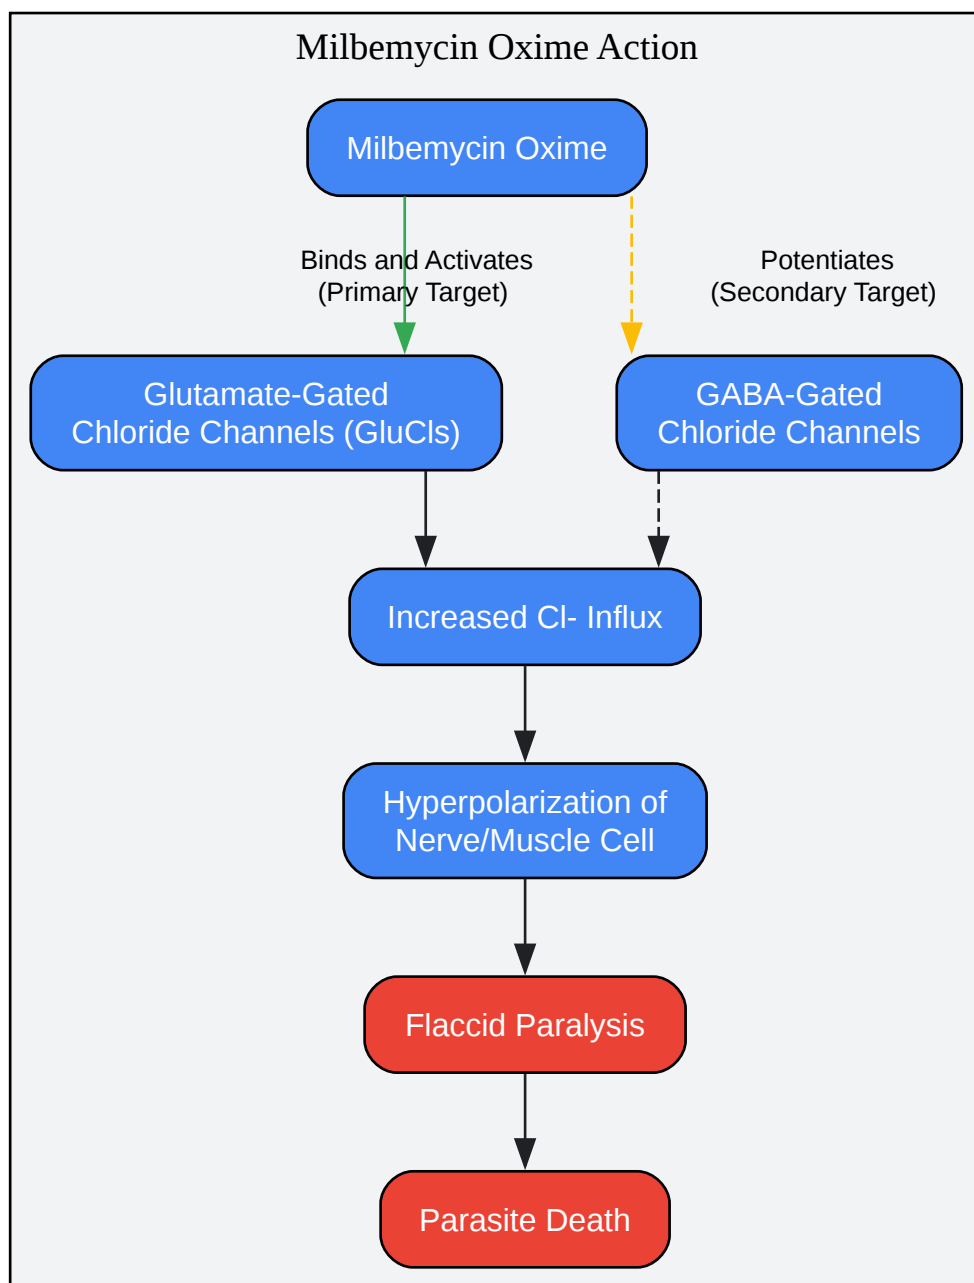 Milbemycin Oxime Action
Milbemycin Oxime
Binds and Activates
(Primary Target)
Potentiates
(Secondary Target)
Glutamate-Gated
Chloride Channels (GluCls)
GABA-Gated
Chloride Channels
Increased Cl- Influx
Hyperpolarization of
Nerve/Muscle Cell
Flaccid Paralysis
Parasite Death